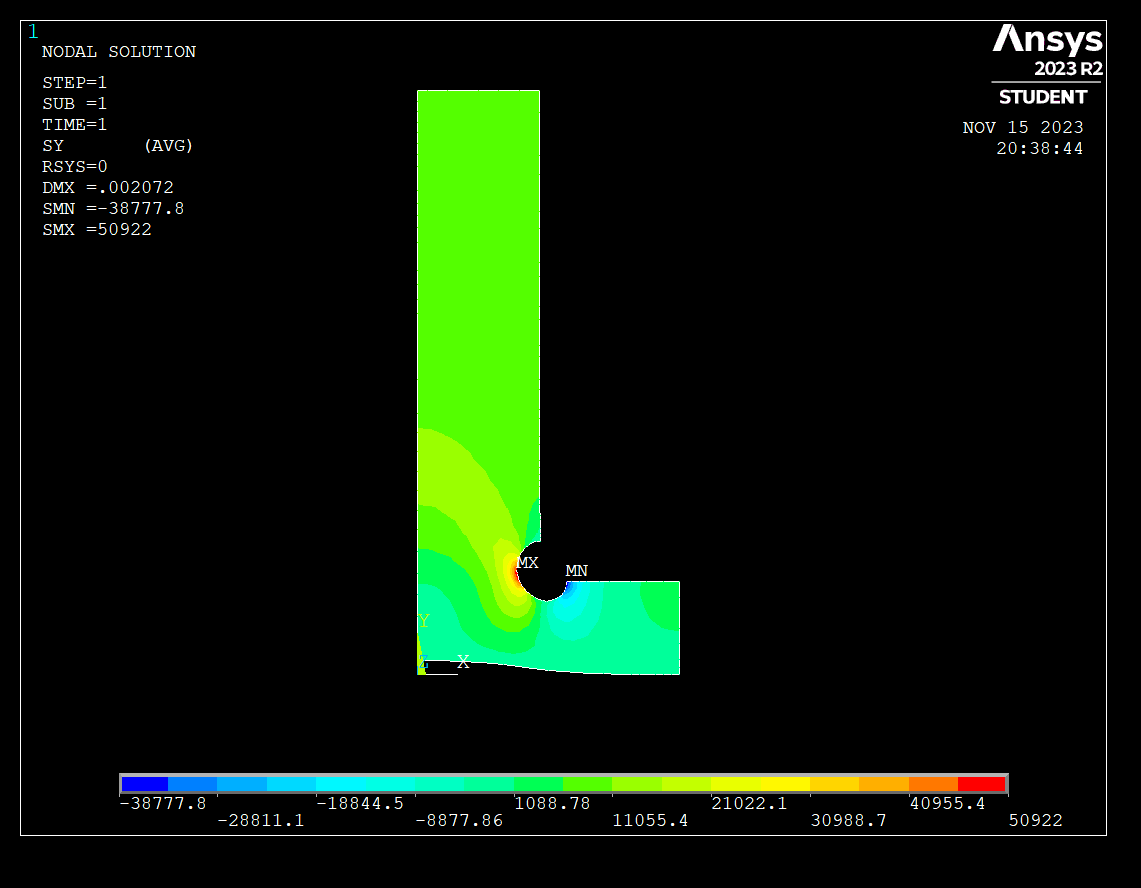 1
NODAL SOLUTION
STEP=1
SUB =1
TIME=1
SY (AVG)
RSYS=0
DMX =.002072
SMN =-38777.8
SMX =50922
Ansys
2023 R2
STUDENT
NOV 15 2023
20:38:44
MX
MN
Y
Z X
-38777.8 -18844.5 1088.78 21022.1 40955.4
-28811.1 -8877.86 11055.4 30988.7 50922